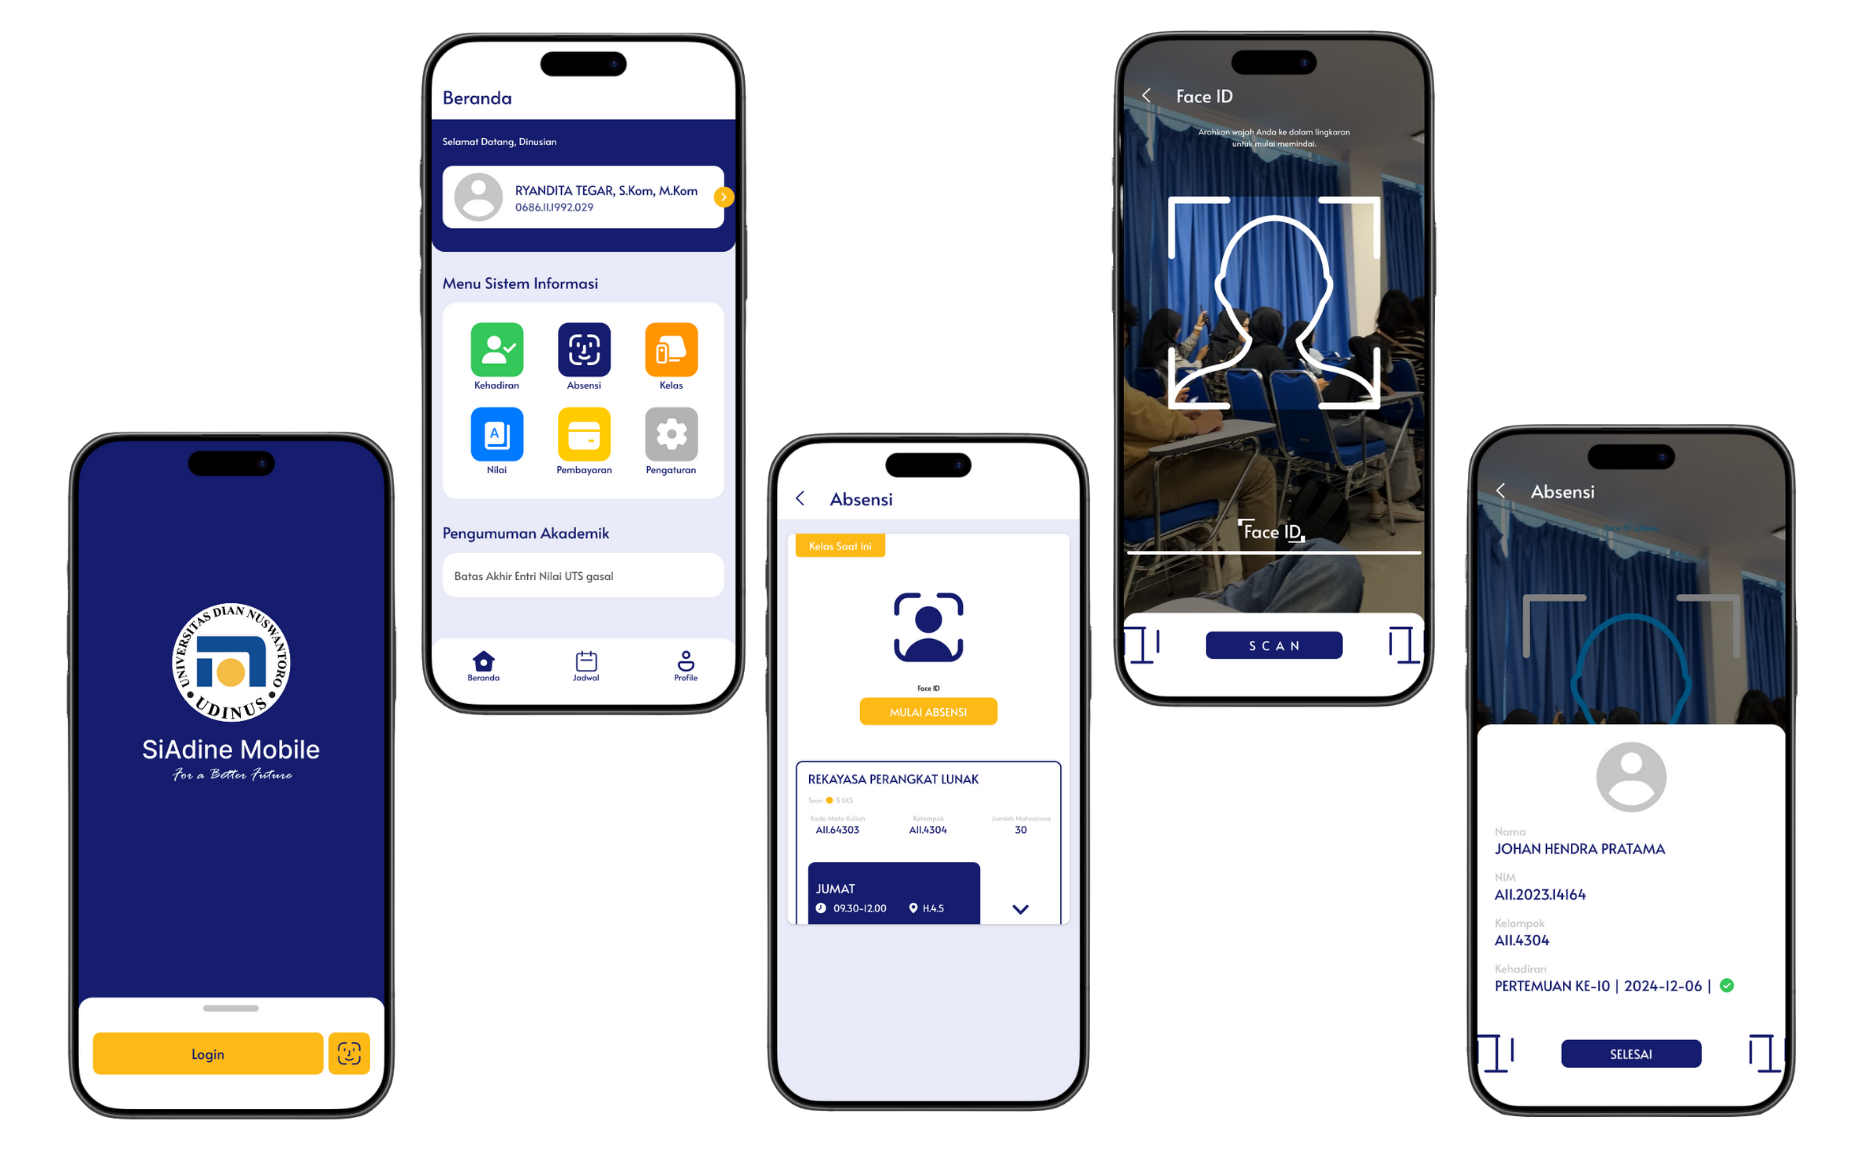 UNIVERSITAS DIAN NUSWANTORO
UDINUS
SiAdine Mobile
For a Better Future
Login
Beranda
Selamat Datang, Dinusian
RYANDITA TEGAR, S.Kom, M.Kom
0686.11.1992.029
Menu Sistem Informasi
Kehadiran Absensi Kelas
A
Nilai Pembayaran Pengaturan
Pengumuman Akademik
Batas Akhir Entri Nilai UTS gasal
Beranda Jadwal Profile
Absensi
Kelas Saat Ini
Face ID
MULAI ABSENSI
REKAYASA PERANGKAT LUNAK
Teori 3 SKS
Kode Mata Kuliah Kelompok Jumlah Mahasiswa
A11.64303 A11.4304 30
JUMAT
09.30-12.00 H.4.5
Face ID
Arahkan wajah Anda ke dalam lingkaran
untuk mulai memindai.
Face ID
SCAN
Absensi
Nama
JOHAN HENDRA PRATAMA
NIM
A11.2023.14164
Kelompok
A11.4304
Kehadiran
PERTEMUAN KE-10 | 2024-12-06 |
SELESAI